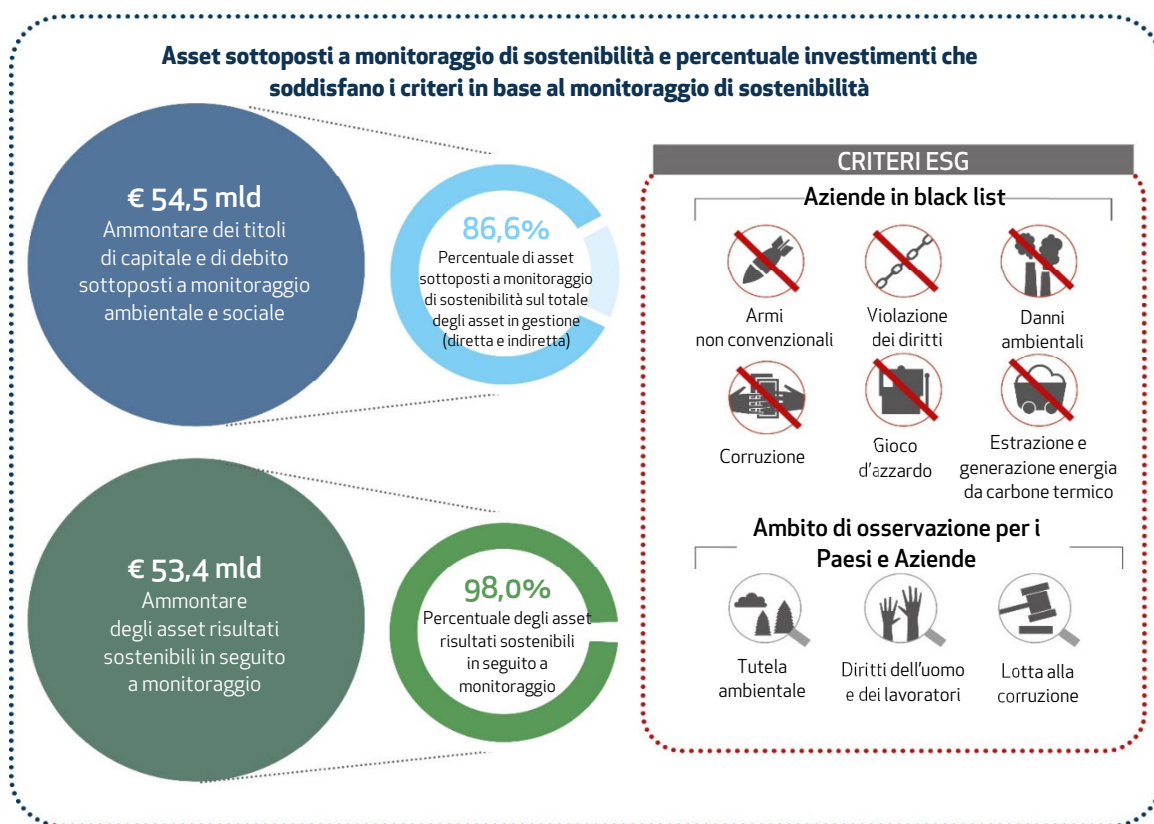 Asset sottoposti a monitoraggio di sostenibilità e percentuale investimenti che
soddisfano i criteri in base al monitoraggio di sostenibilità
€ 54,5 mld
Ammontare dei titoli
di capitale e di debito
sottoposti a monitoraggio
ambientale e sociale
86,6%
Percentuale di asset
sottoposti a monitoraggio
di sostenibilità sul totale
degli asset in gestione
(diretta e indiretta)
€ 53,4 mld
Ammontare
degli asset risultati
sostenibili in seguito
a monitoraggio
98,0%
Percentuale degli asset
risultati sostenibili
in seguito a
monitoraggio
CRITERI ESG
Aziende in black list
Armi
non convenzionali
Violazione
dei diritti
Danni
ambientali
Corruzione
Gioco
d'azzardo
Estrazione e
generazione energia
da carbone termico
Ambito di osservazione per i
Paesi e Aziende
Tutela
ambientale
Diritti dell'uomo
e dei lavoratori
Lotta alla
corruzione